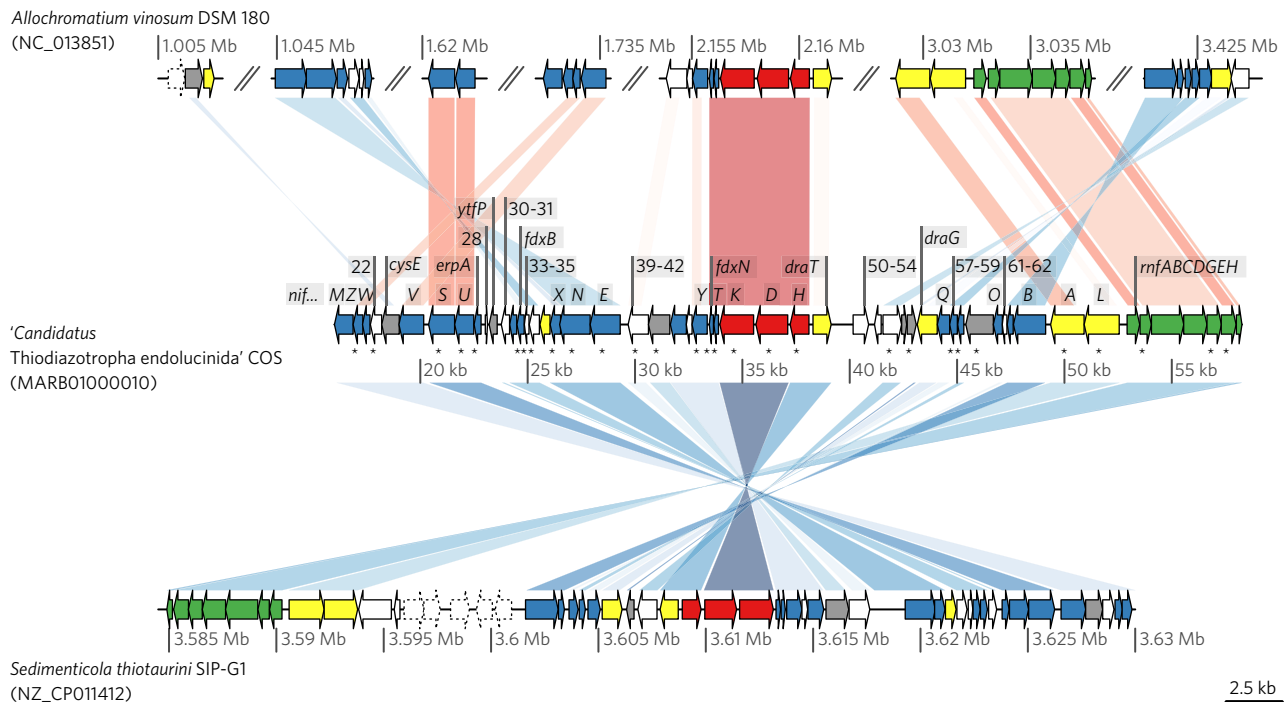 Allochromatium vinosum DSM 180
(NC_013851)
1.005 Mb 1.045 Mb 1.62 Mb 1.735 Mb 2.155 Mb 2.16 Mb 3.03 Mb 3.035 Mb 3.425 Mb
ytfP 30-31
28 fdxB draG
22 cysE erpA 33-35 39-42 fdxN draT 50-54 57-59 61-62 rnfABCDGEH
nif... M Z W V S U X N E Y T K D H Q O B A L
'Candidatus
Thiodiazotropha endolucinida' COS
(MARB01000010)
* * * * * * * * * * * * * * * * * * * * * * * * * * *
20 kb 25 kb 30 kb 35 kb 40 kb 45 kb 50 kb 55 kb
3.585 Mb 3.59 Mb 3.595 Mb 3.6 Mb 3.605 Mb 3.61 Mb 3.615 Mb 3.62 Mb 3.625 Mb 3.63 Mb
Sedimenticola thiotaurini SIP-G1
(NZ_CP011412)
2.5 kb